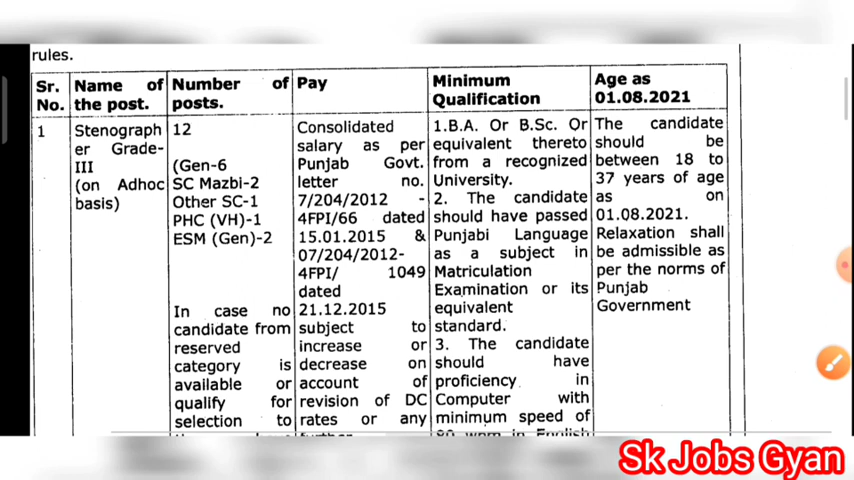 rules.
Sr. No.
Name of the post.
Number of posts.
Pay
Minimum Qualification
Age as 01.08.2021
1
Stenograph
er Grade-
III
(on Adhoc
basis)
12
(Gen-6
SC Mazbi-2
Other SC-1
PHC (VH)-1
ESM (Gen)-2
In case no
candidate from
reserved
category is
available or
qualify for
selection to
Consolidated
salary as per
Punjab Govt.
letter no.
7/204/2012 -
4FPI/66 dated
15.01.2015 &
07/204/2012-
4FPI/ 1049
dated
21.12.2015
subject to
increase or
decrease on
account of
revision of DC
rates or any
further
1.B.A. Or B.Sc. Or
equivalent thereto
from a recognized
University.
2. The candidate
should have passed
Punjabi Language
as a subject in
Matriculation
Examination or its
equivalent
standard.
3. The candidate
should have
proficiency in
Computer with
minimum speed of
80 wpm in English
The candidate
should be
between 18 to
37 years of age
as on
01.08.2021.
Relaxation shall
be admissible as
per the norms of
Punjab
Government
Sk Jobs Gyan